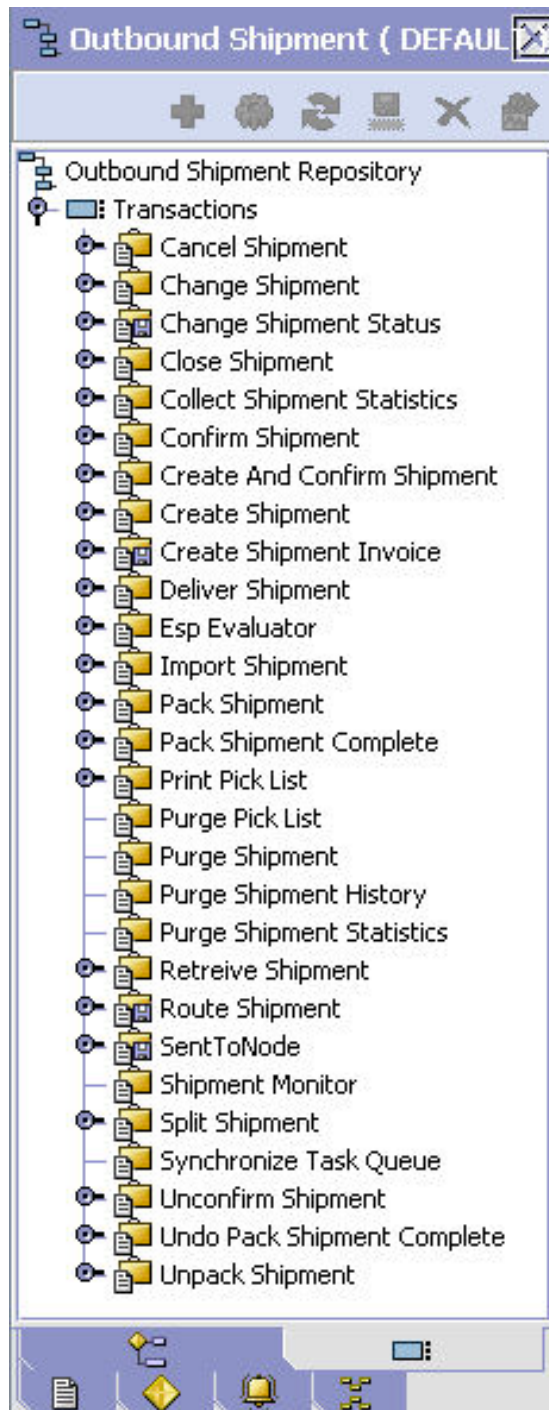 Outbound Shipment ( DEFAUL
Outbound Shipment Repository
Transactions
Cancel Shipment
Change Shipment
Change Shipment Status
Close Shipment
Collect Shipment Statistics
Confirm Shipment
Create And Confirm Shipment
Create Shipment
Create Shipment Invoice
Deliver Shipment
Esp Evaluator
Import Shipment
Pack Shipment
Pack Shipment Complete
Print Pick List
Purge Pick List
Purge Shipment
Purge Shipment History
Purge Shipment Statistics
Retreive Shipment
Route Shipment
SentToNode
Shipment Monitor
Split Shipment
Synchronize Task Queue
Unconfirm Shipment
Undo Pack Shipment Complete
Unpack Shipment